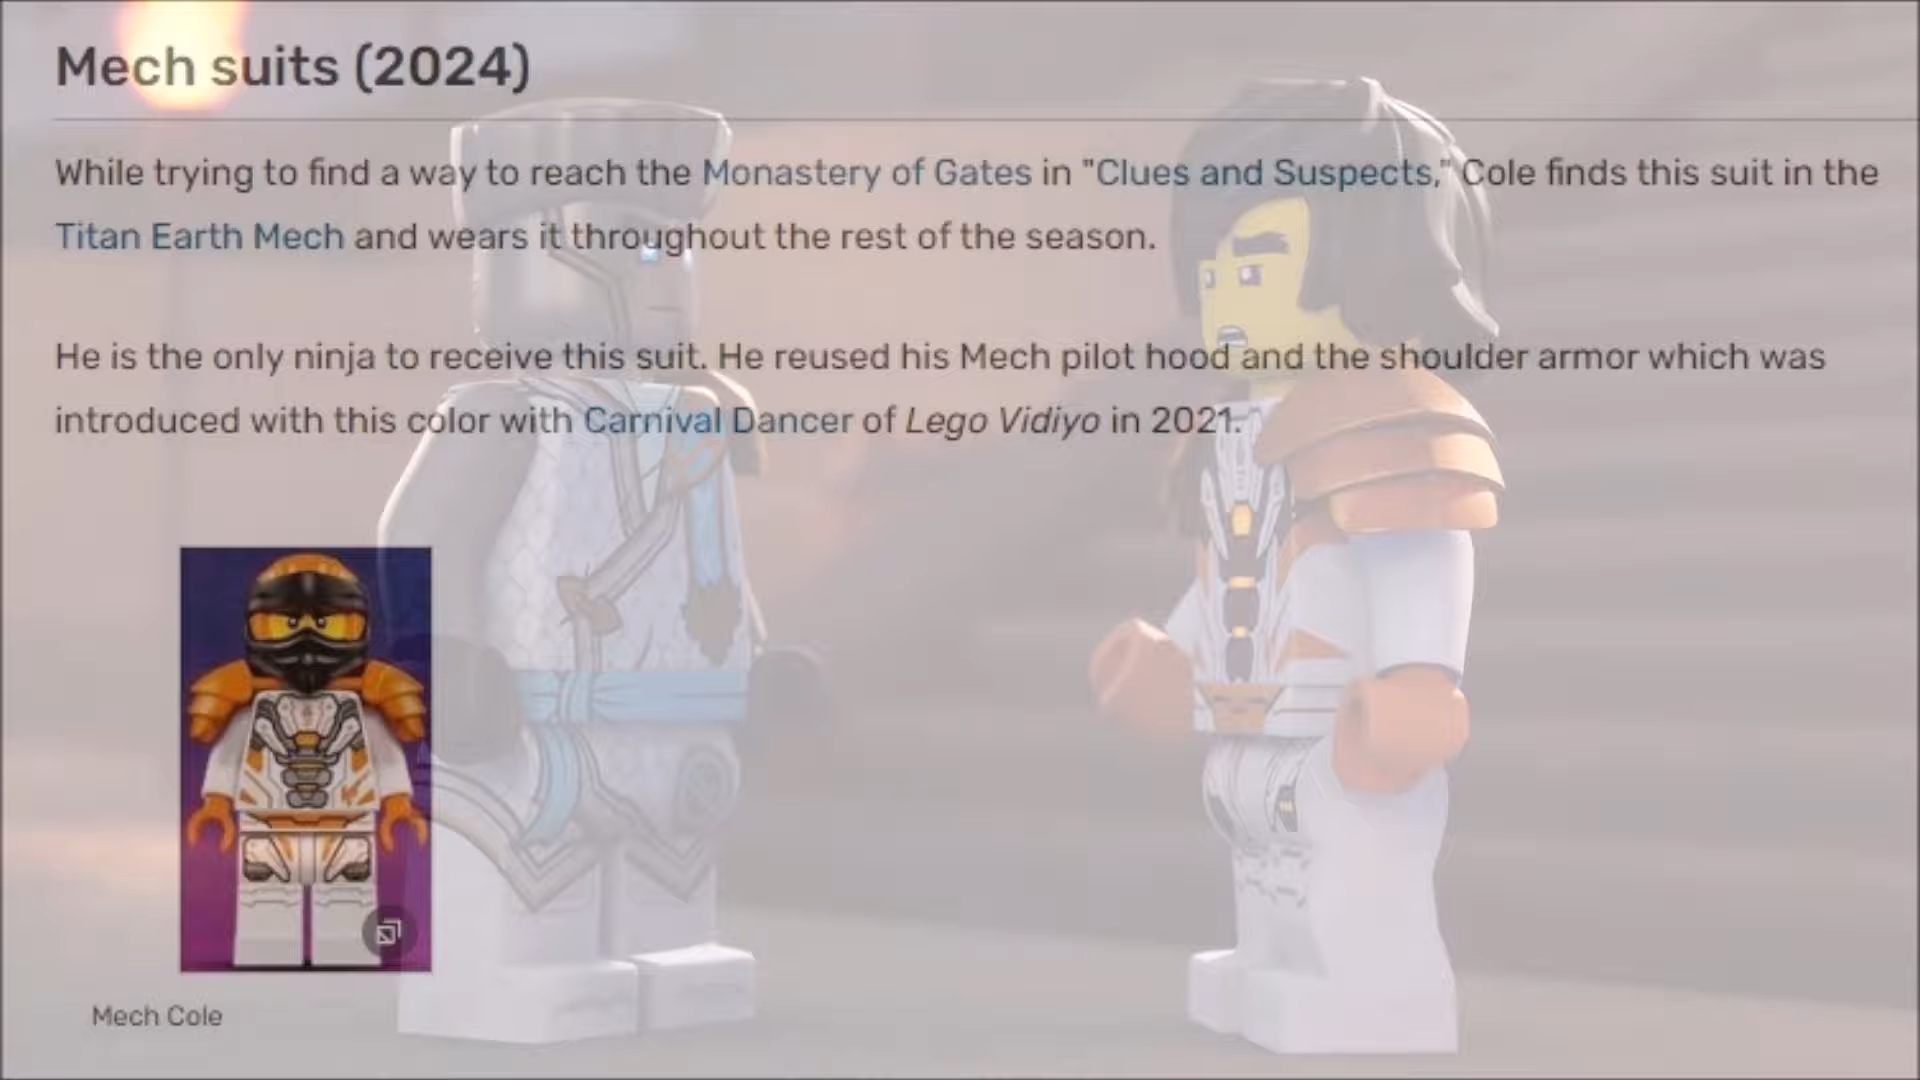 Mech suits (2024)
While trying to find a way to reach the Monastery of Gates in "Clues and Suspects," Cole finds this suit in the
Titan Earth Mech and wears it throughout the rest of the season.
He is the only ninja to receive this suit. He reused his Mech pilot hood and the shoulder armor which was
introduced with this color with Carnival Dancer of Lego Vidiyo in 2021.
Mech Cole